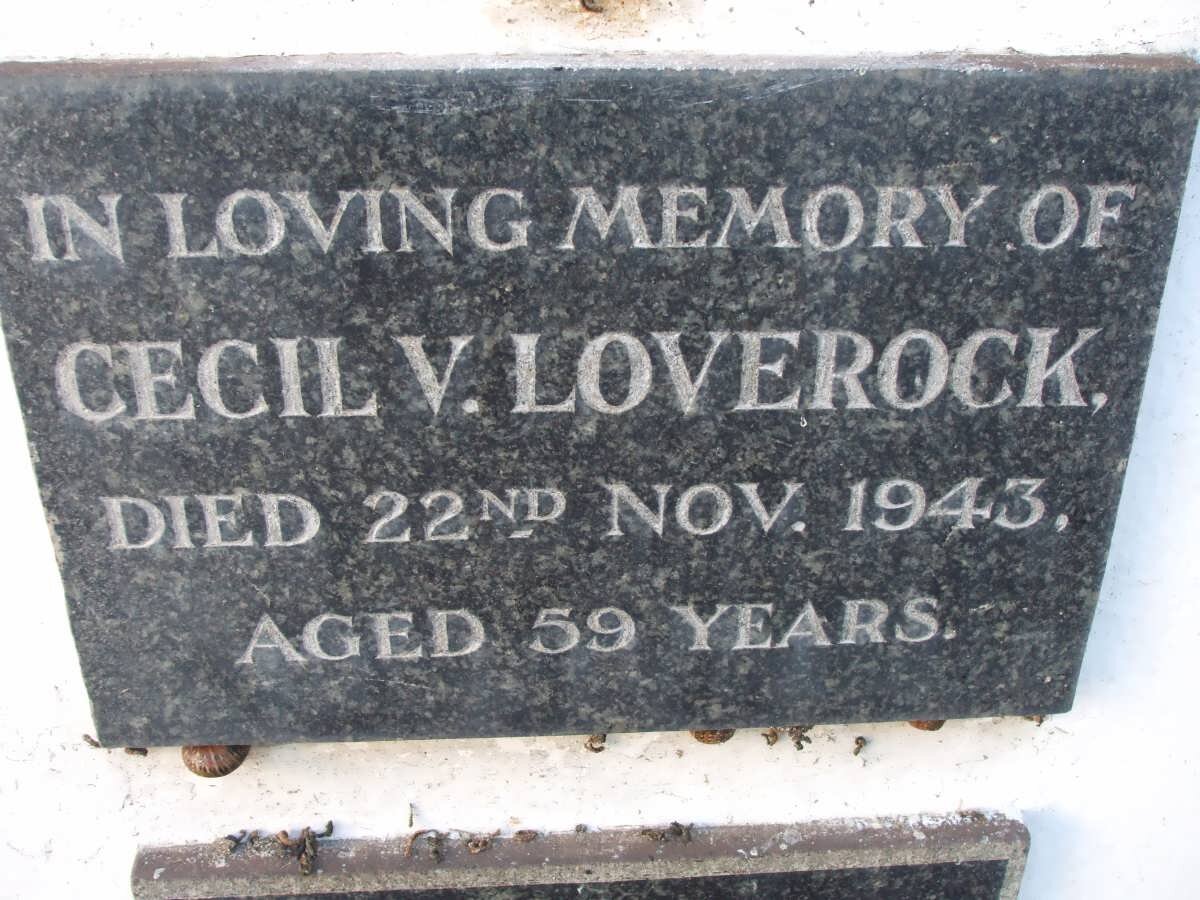 IN LOVING MEMORY OF
CECIL V. LOVEROCK,
DIED 22ND NOV. 1943,
AGED 59 YEARS.